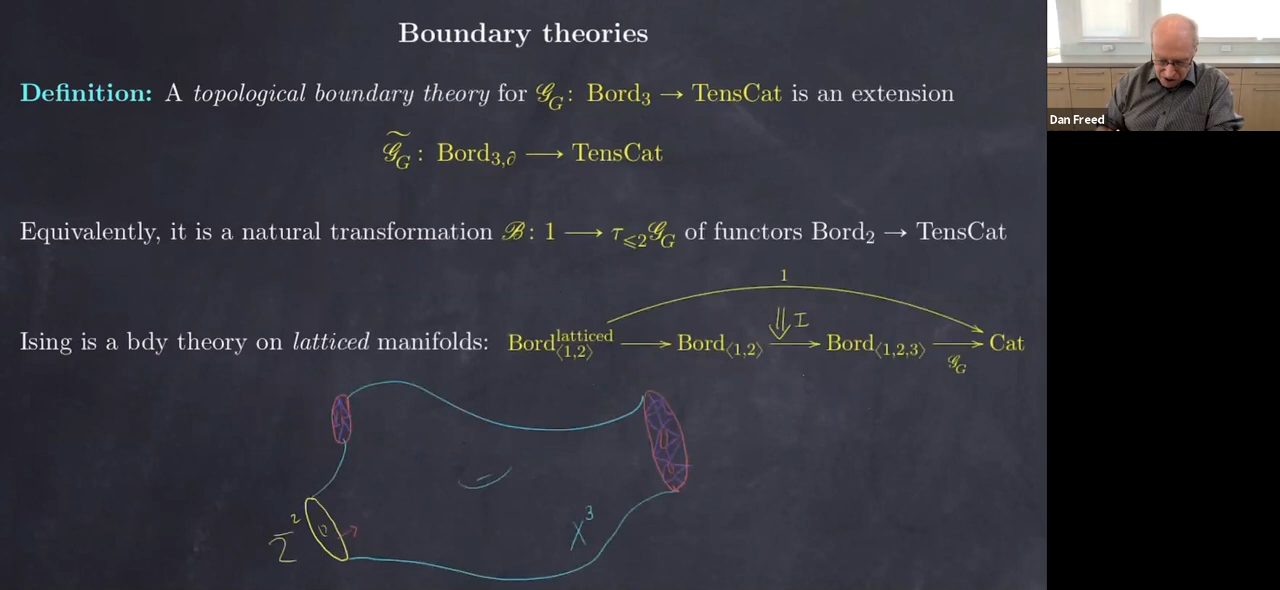 Boundary theories
Definition: A topological boundary theory for 𝒢_G : Bord₃ → TensCat is an extension
𝒢̃_G : Bord_{3,∂} ⟶ TensCat
Equivalently, it is a natural transformation ℬ : 1 ⟶ τ_{⩽2}𝒢_G of functors Bord₂ → TensCat
1
⇓ I
Ising is a bdy theory on latticed manifolds: Bord^{latticed}_{⟨1,2⟩} ⟶ Bord_{⟨1,2⟩} ⟶ Bord_{⟨1,2,3⟩} ⟶ Cat
𝒢_G
X³
Σ²
Dan Freed